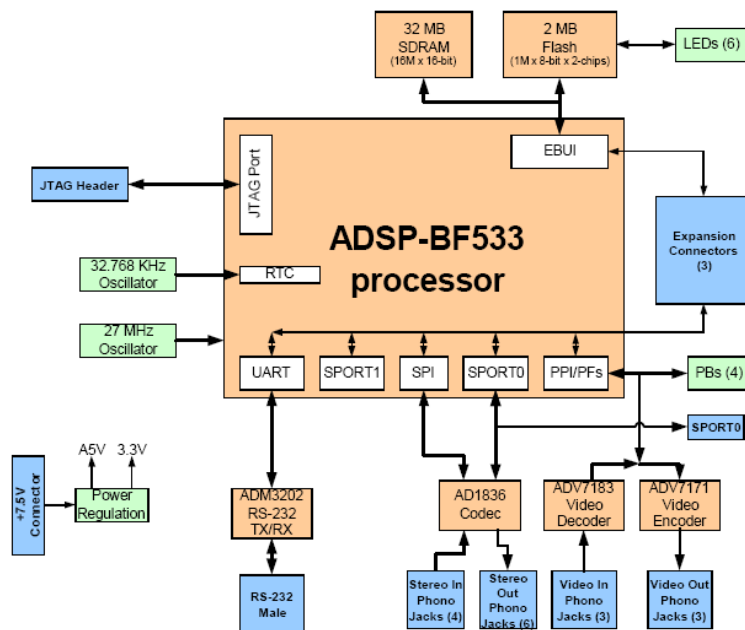 32 MB
SDRAM
(16M x 16-bit)
2 MB
Flash
(1M x 8-bit x 2-chips)
LEDs (6)
EBUI
JTAG Port
JTAG Header
ADSP-BF533
processor
Expansion
Connectors
(3)
32.768 KHz
Oscillator
RTC
27 MHz
Oscillator
UART
SPORT1
SPI
SPORT0
PPI/PFs
PBs (4)
SPORT0
A5V
3.3V
+7.5V
Connector
Power
Regulation
ADM3202
RS-232
TX/RX
AD1836
Codec
ADV7183
Video
Decoder
ADV7171
Video
Encoder
RS-232
Male
Stereo In
Phono
Jacks (4)
Stereo
Out
Phono
Jacks (6)
Video In
Phono
Jacks (3)
Video Out
Phono
Jacks (3)